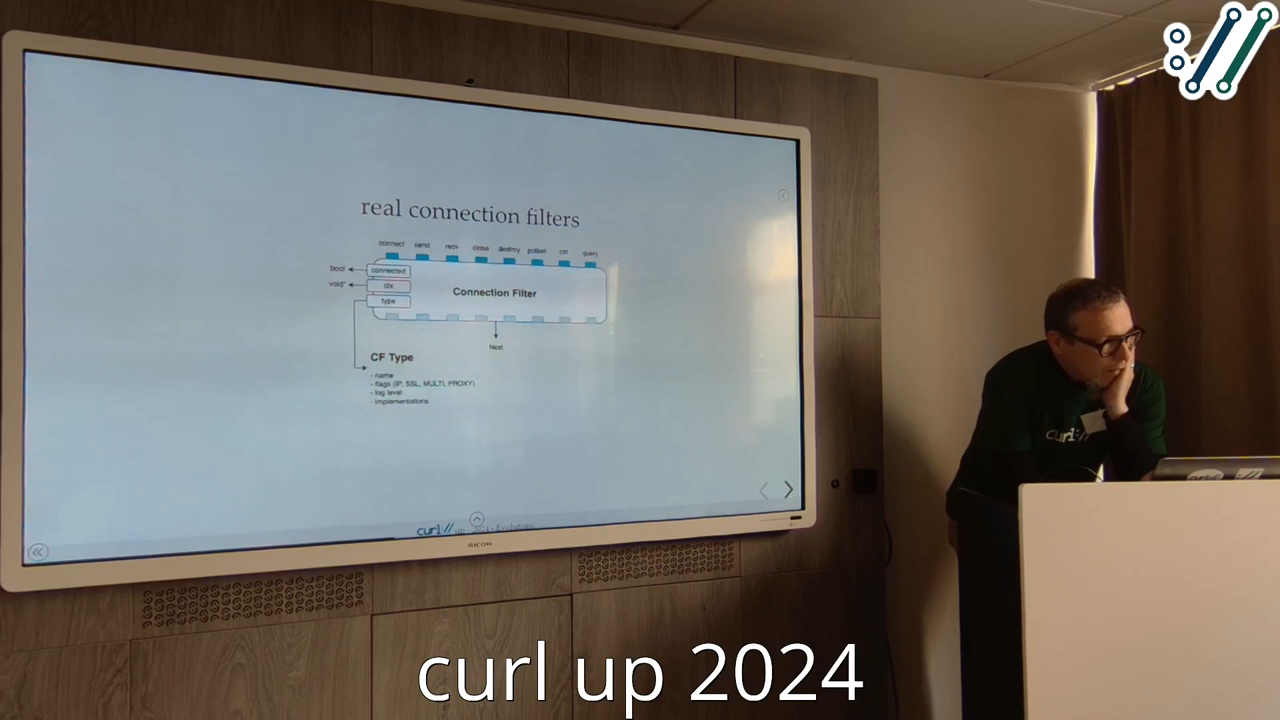 real connection filters
connect send recv close destroy pollset ctrl query
bool connected
void* ctx
type
Connection Filter
Next
CF Type
- name
- flags (IP, SSL, MULTI, PROXY)
- log level
- implementations
curl://
RICOH
curl://
curl up 2024